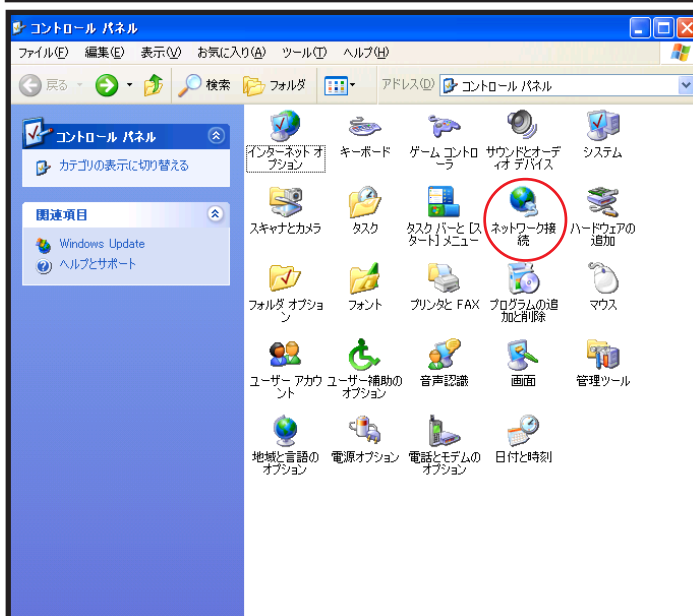 コントロール パネル
ファイル(F) 編集(E) 表示(V) お気に入り(A) ツール(T) ヘルプ(H)
戻る 検索 フォルダ アドレス(D) コントロール パネル
コントロール パネル
カテゴリの表示に切り替える
関連項目
Windows Update
ヘルプとサポート
インターネット オ
プション
キーボード
ゲーム コントロ
ーラ
サウンドとオーデ
ィオ デバイス
システム
スキャナとカメラ
タスク
タスク バーと [ス
タート] メニュー
ネットワーク接
続
ハードウェアの
追加
フォルダ オプショ
ン
フォント
プリンタと FAX
プログラムの追
加と削除
マウス
ユーザー アカウ
ント
ユーザー補助の
オプション
音声認識
画面
管理ツール
地域と言語の
オプション
電源オプション
電話とモデムの
オプション
日付と時刻